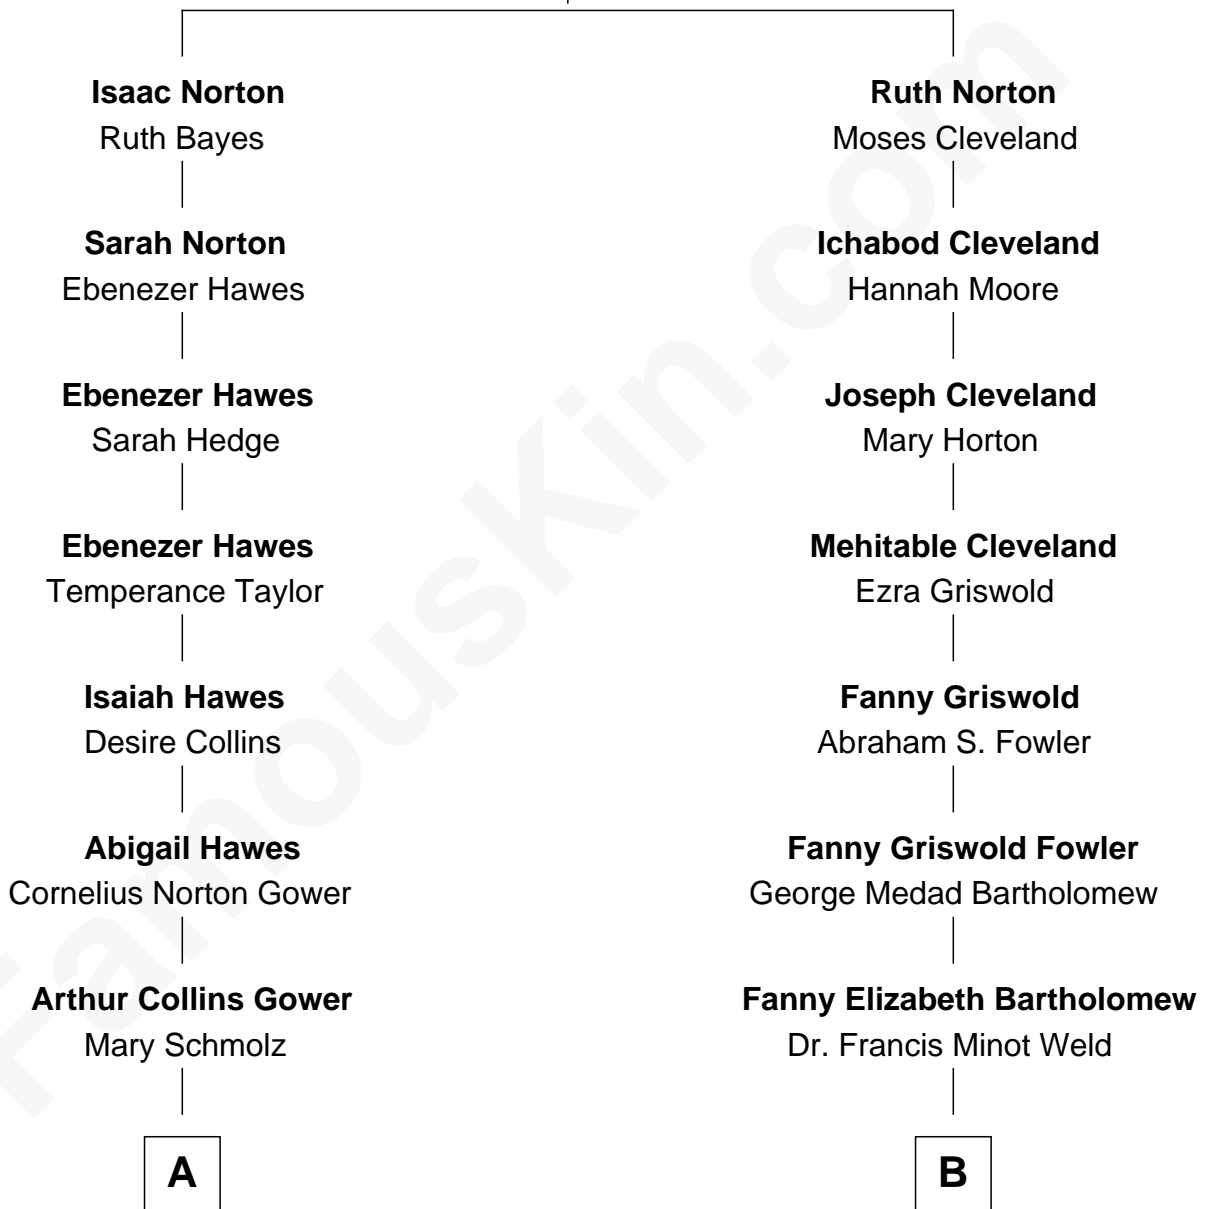 Isaac Norton
Ruth Bayes
Sarah Norton
Ebenezer Hawes
Ebenezer Hawes
Sarah Hedge
Ebenezer Hawes
Temperance Taylor
Isaiah Hawes
Desire Collins
Abigail Hawes
Cornelius Norton Gower
Arthur Collins Gower
Mary Schmolz
A
Ruth Norton
Moses Cleveland
Ichabod Cleveland
Hannah Moore
Joseph Cleveland
Mary Horton
Mehitable Cleveland
Ezra Griswold
Fanny Griswold
Abraham S. Fowler
Fanny Griswold Fowler
George Medad Bartholomew
Fanny Elizabeth Bartholomew
Dr. Francis Minot Weld
B
FamousKin.com